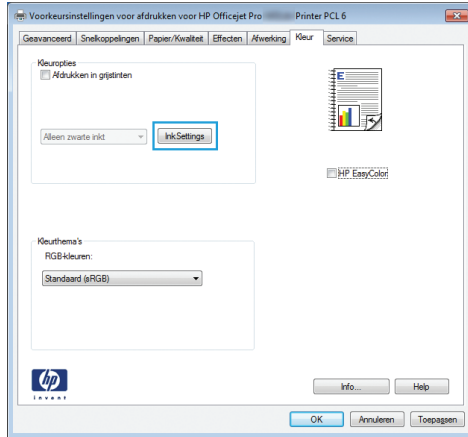 Voorkeursinstellingen voor afdrukken voor HP Officejet Pro Printer PCL 6
Geavanceerd Snelkoppelingen Papier/Kwaliteit Effecten Afwerking Kleur Service
Kleuropties
Afdrukken in grijstinten
Alleen zwarte inkt
InkSettings
E
HP EasyColor
Kleurthema's
RGB-kleuren:
Standaard (sRGB)
hp
invent
Info... Help
OK Annuleren Toepassen